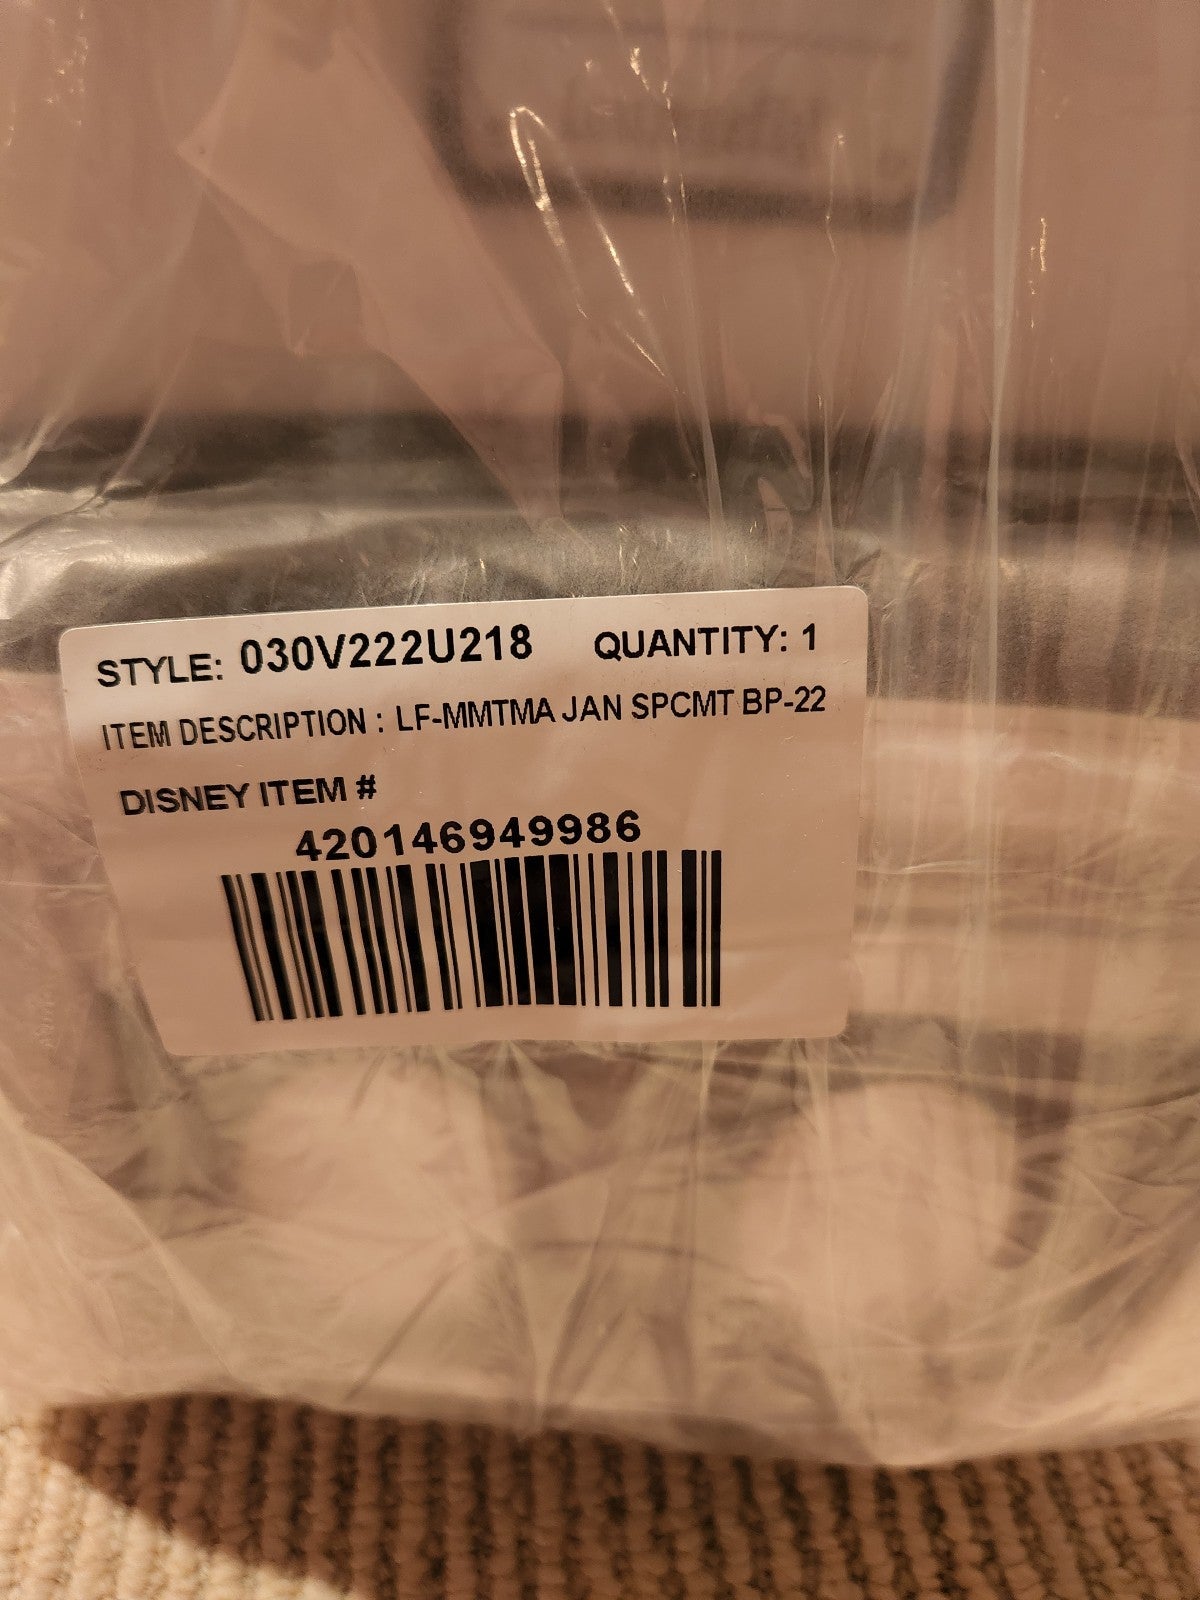 STYLE: 030V222U218 QUANTITY: 1
ITEM DESCRIPTION : LF-MMTMA JAN SPCMT BP-22
DISNEY ITEM #
420146949986